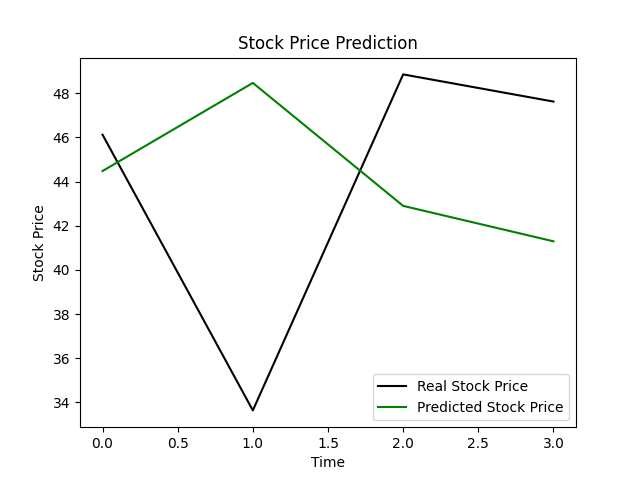 Stock Price Prediction
Stock Price
48
46
44
42
40
38
36
34
Real Stock Price
Predicted Stock Price
0.0 0.5 1.0 1.5 2.0 2.5 3.0
Time